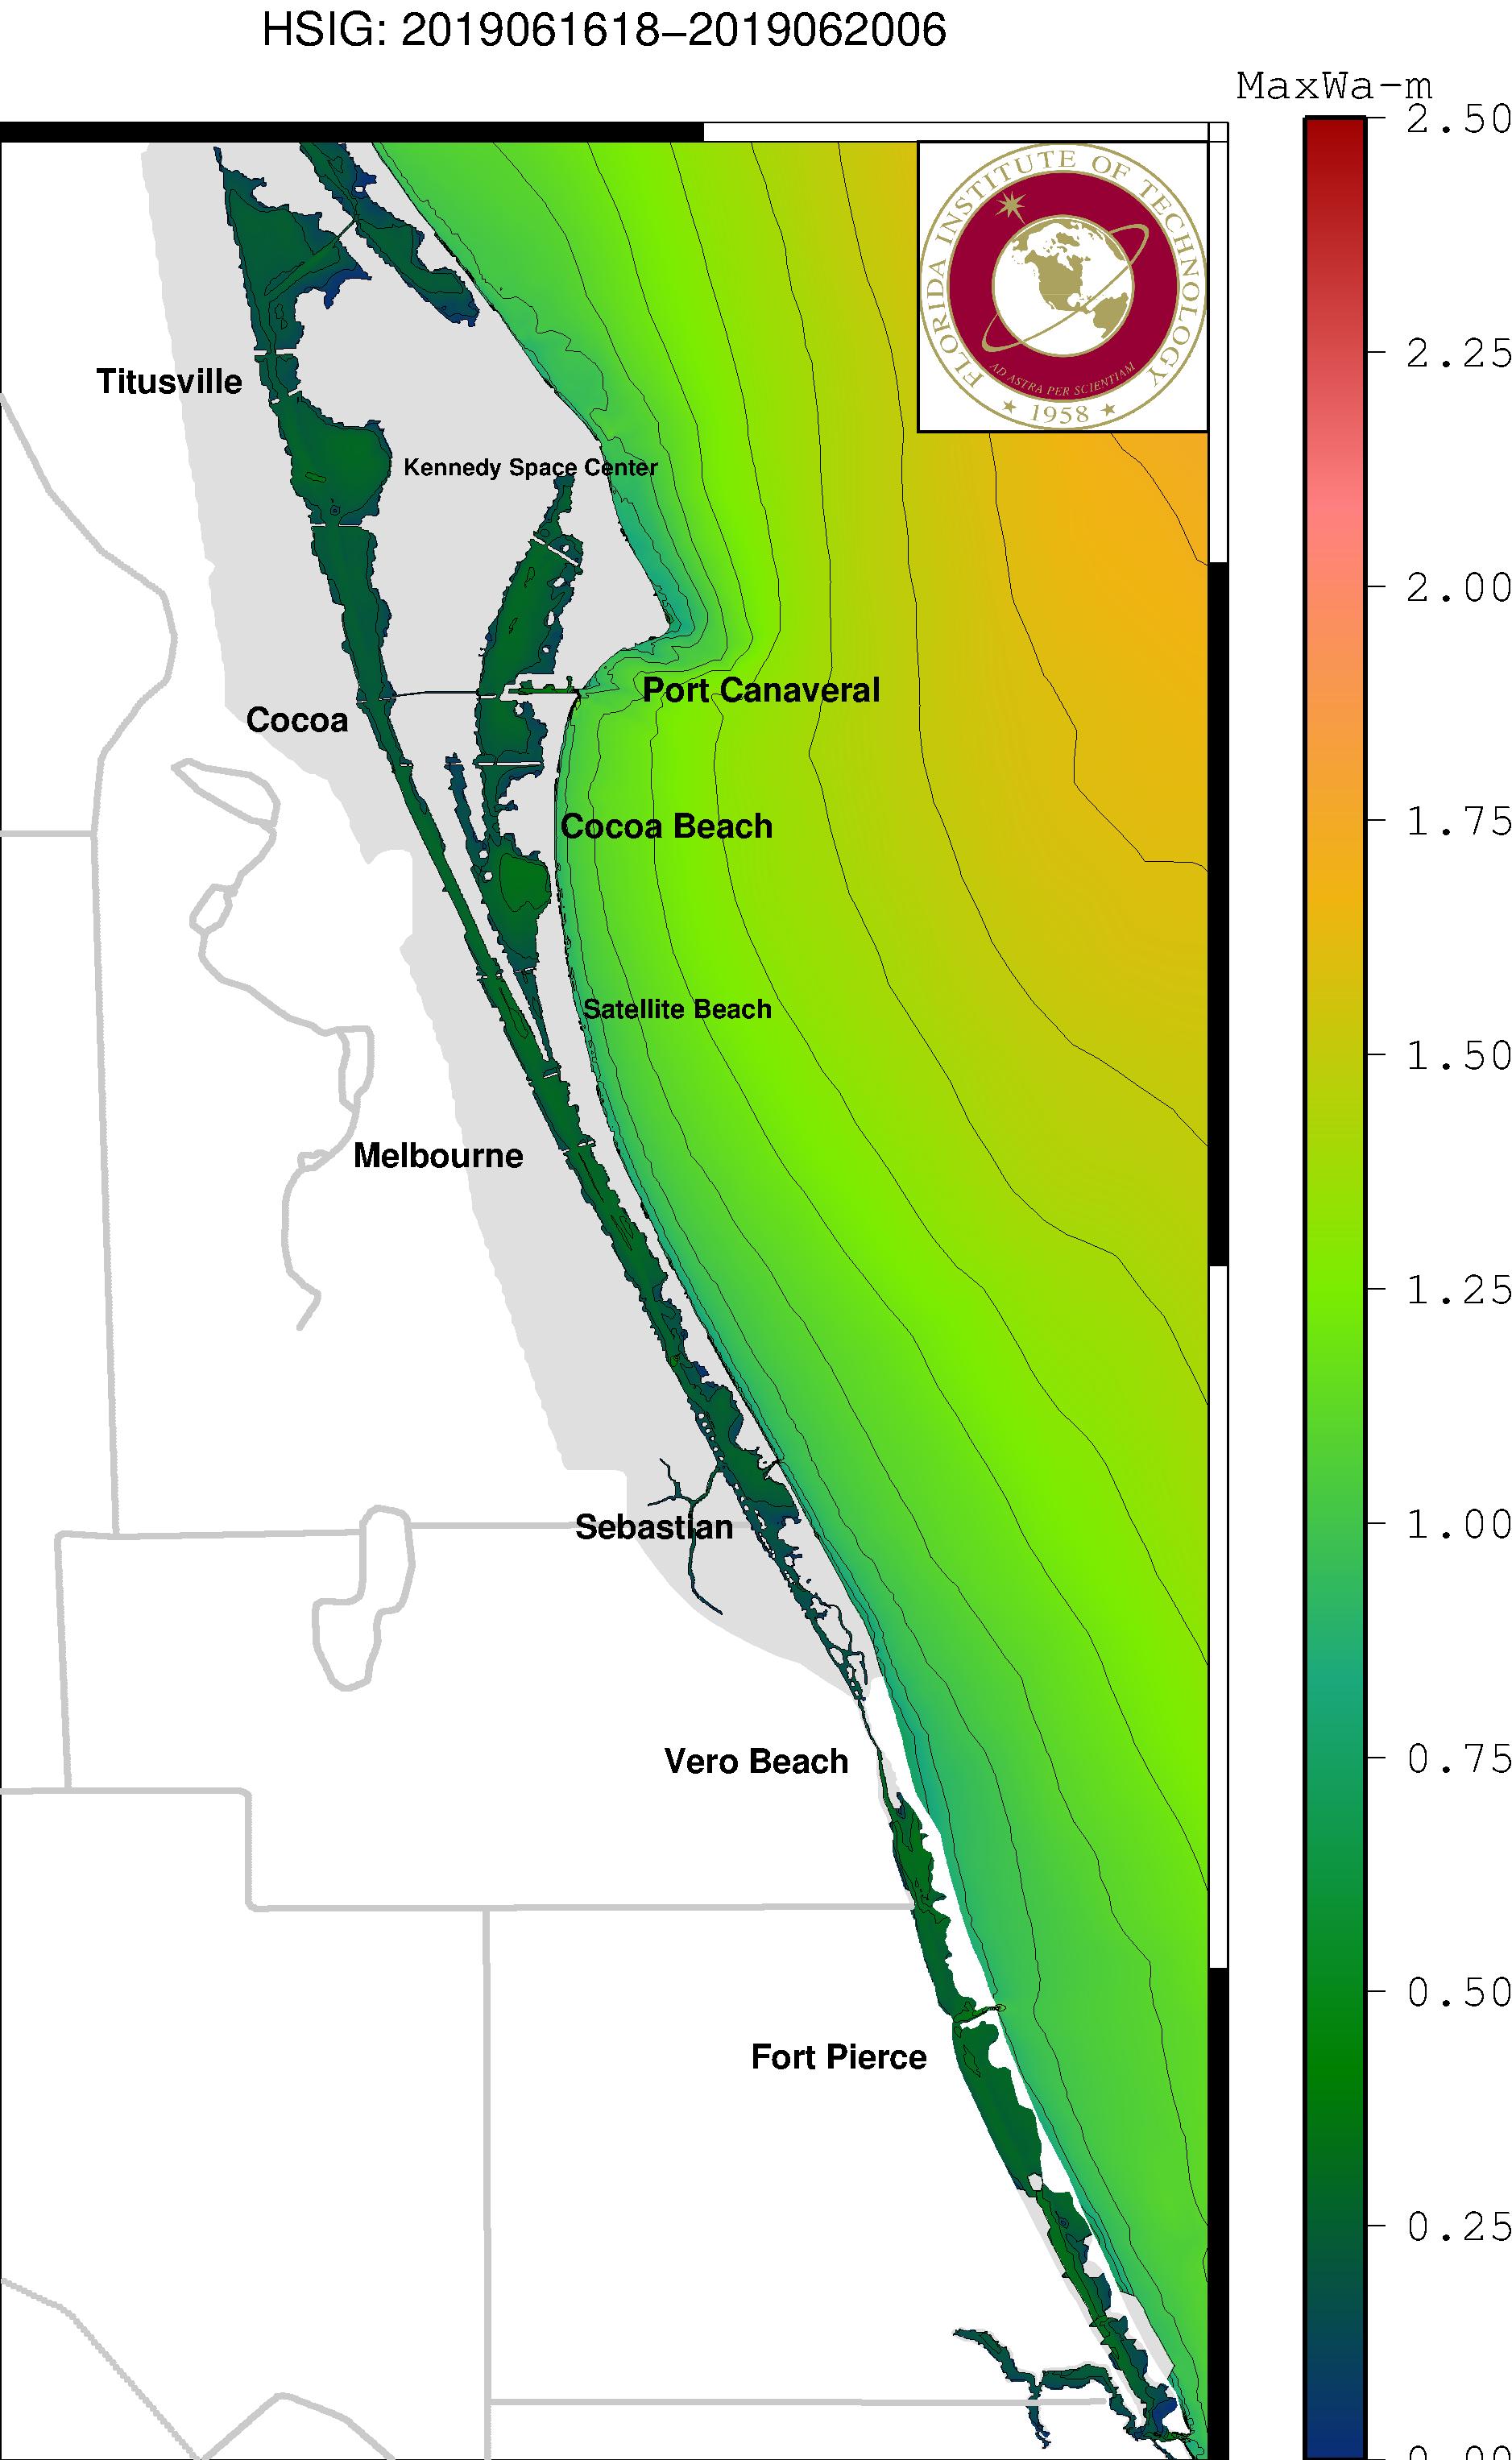 HSIG: 2019061618–2019062006
MaxWa-m
2.50
FLORIDA INSTITUTE OF TECHNOLOGY
AD ASTRA PER SCIENTIAM
1958
2.25
Titusville
Kennedy Space Center
2.00
Port Canaveral
Cocoa
1.75
Cocoa Beach
Satellite Beach
1.50
Melbourne
1.25
1.00
Sebastian
Vero Beach
0.75
0.50
Fort Pierce
0.25
0.00